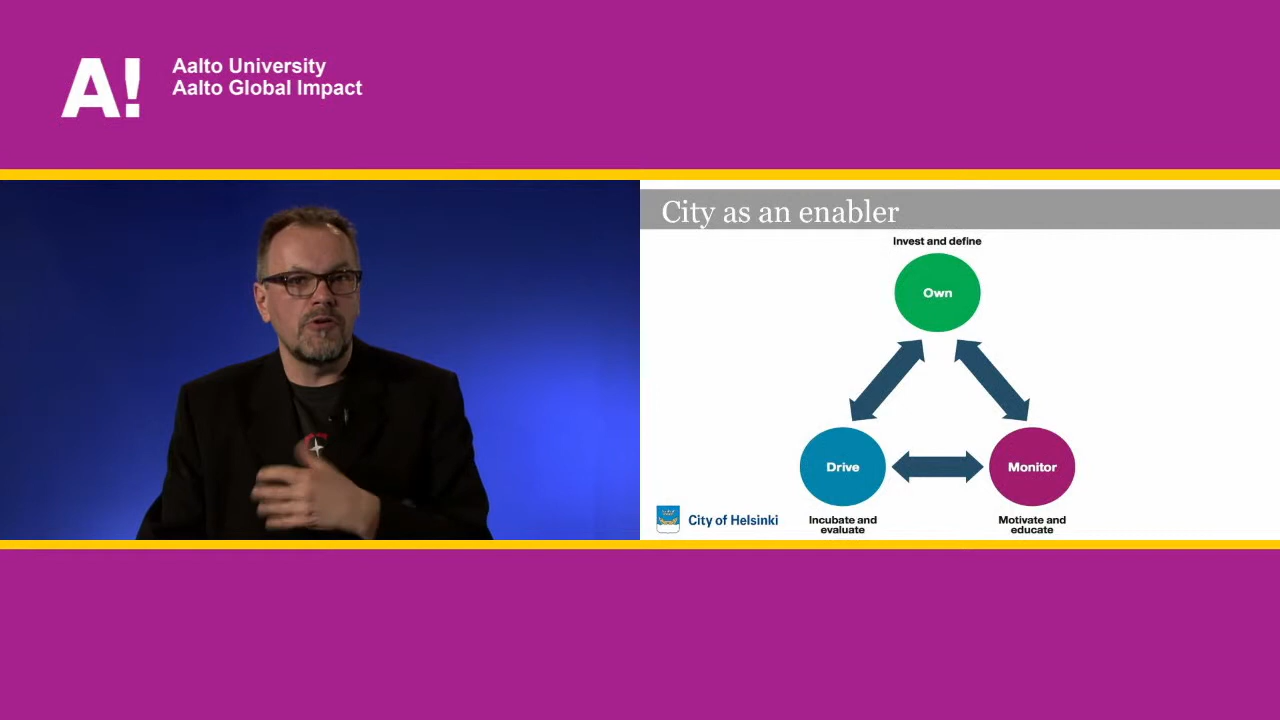 A!
Aalto University
Aalto Global Impact
City as an enabler
Invest and define
Own
Drive
Monitor
City of Helsinki
Incubate and
evaluate
Motivate and
educate